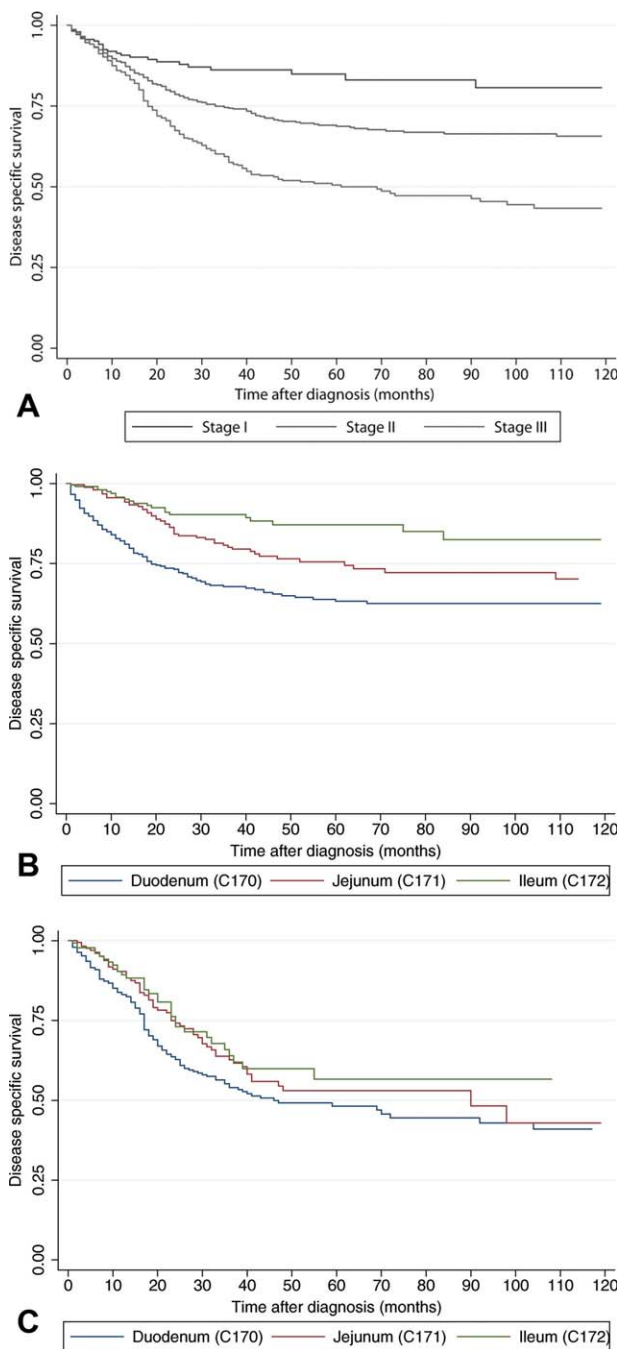 1.00
0.75
0.50
0.25
0.00
Disease specific survival
0 10 20 30 40 50 60 70 80 90 100 110 120
Time after diagnosis (months)
A
Stage I Stage II Stage III
1.00
0.75
0.50
0.25
0.00
Disease specific survival
0 10 20 30 40 50 60 70 80 90 100 110 120
Time after diagnosis (months)
B
Duodenum (C170) Jejunum (C171) Ileum (C172)
1.00
0.75
0.50
0.25
0.00
Disease specific survival
0 10 20 30 40 50 60 70 80 90 100 110 120
Time after diagnosis (months)
C
Duodenum (C170) Jejunum (C171) Ileum (C172)